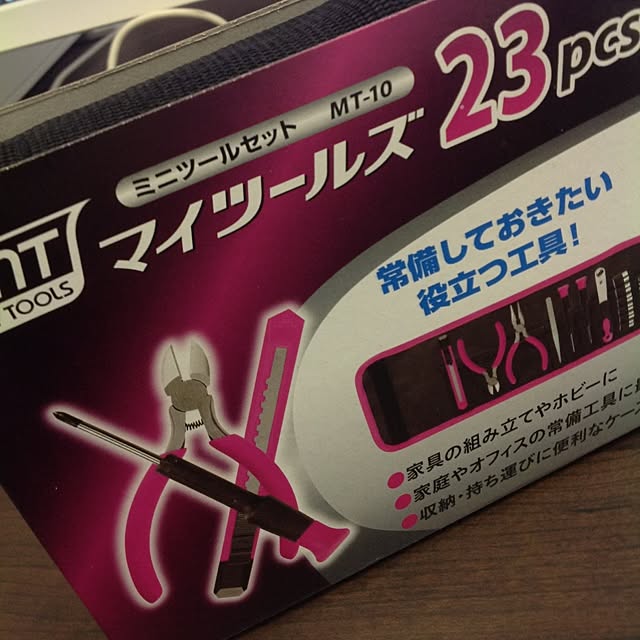 ミニツールセット MT-10
マイツールズ
23pcs
mT
TOOLS
常備しておきたい
役立つ工具!
家具の組み立てやホビーに
家庭やオフィスの常備工具に
収納・持ち運びに便利なケー